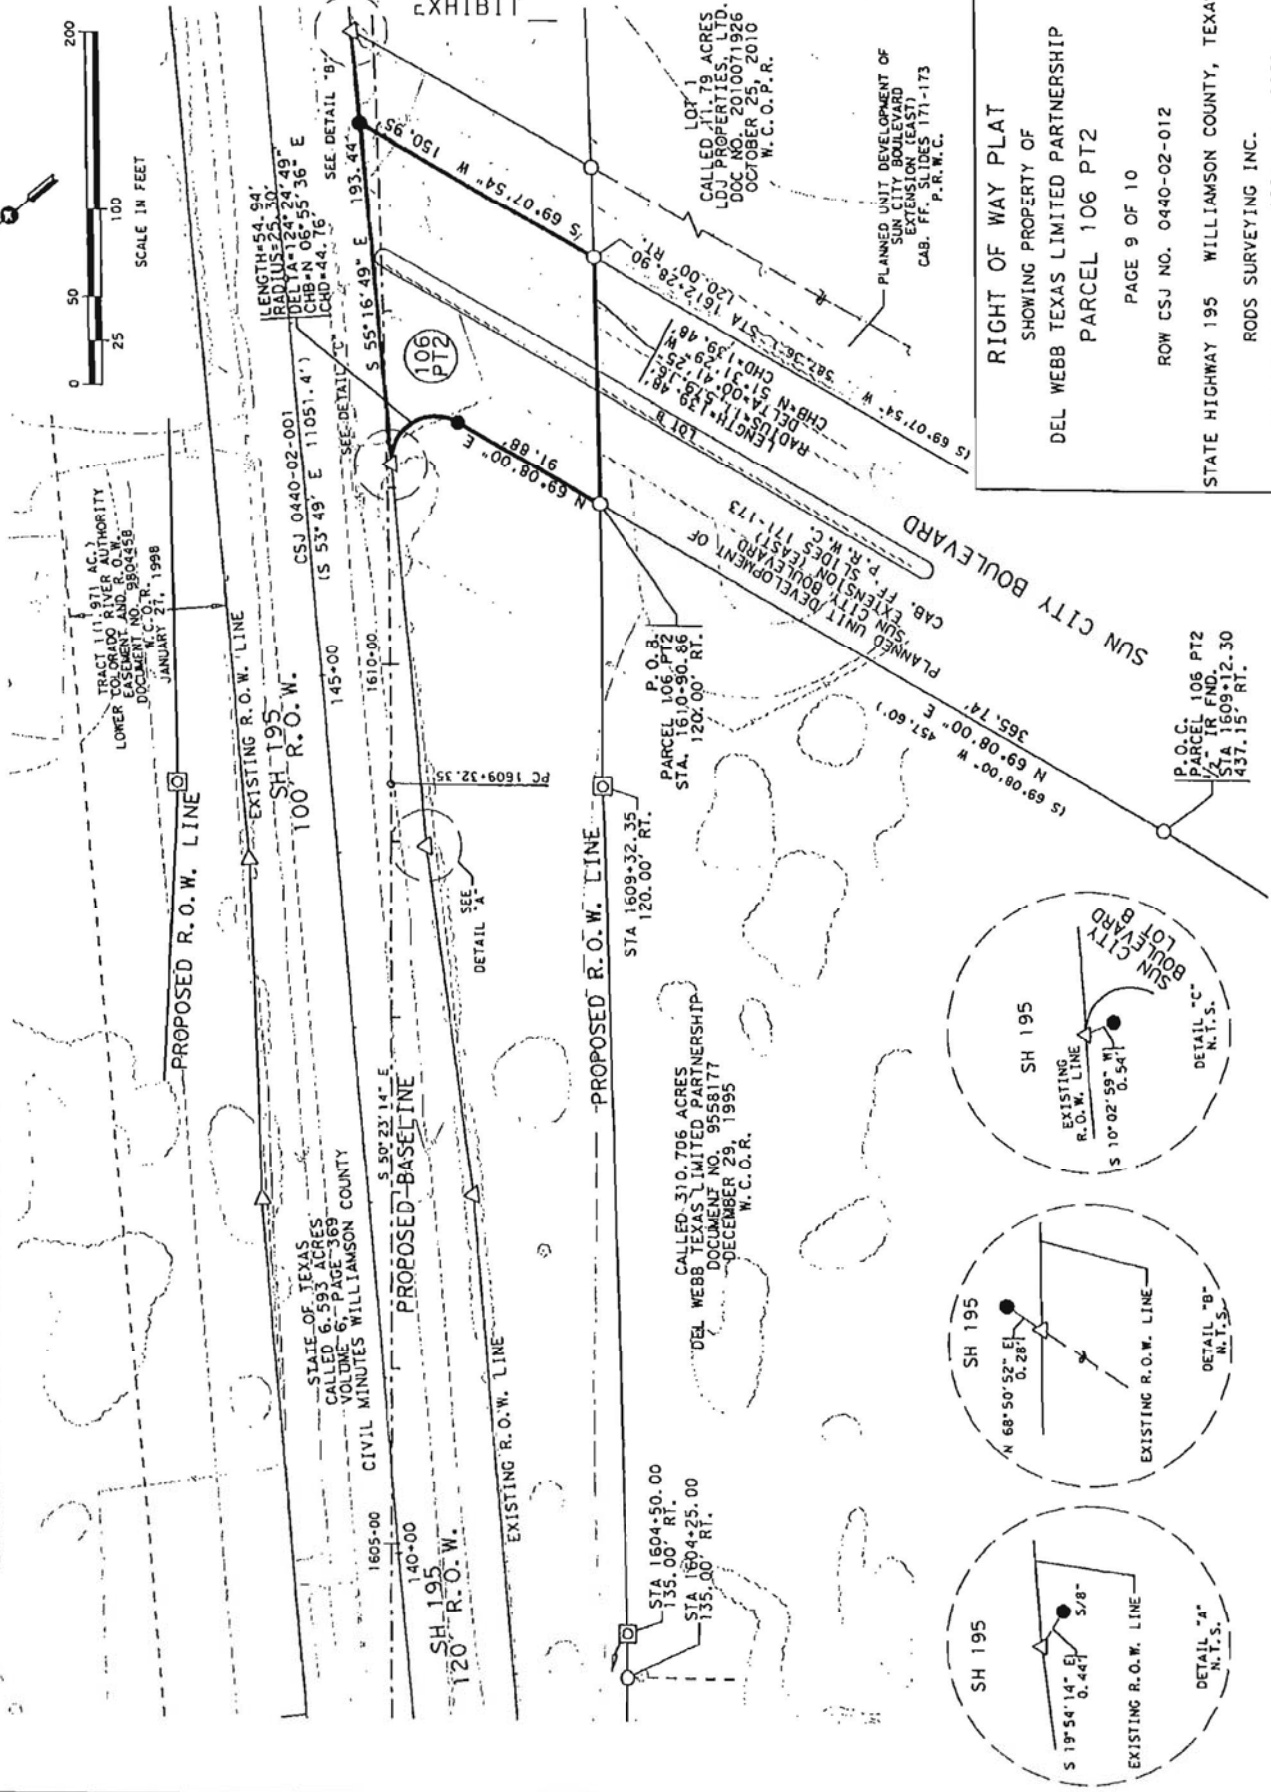 EXHIBIT
0
25
50
100
200
SCALE IN FEET
TRACT 1 (1.971 AC.)
LOWER COLORADO RIVER AUTHORITY
EASEMENT AND R.O.W.
DOCUMENT NO. 9804458
W.C.O.R.
JANUARY 27, 1998
PROPOSED R.O.W. LINE
EXISTING R.O.W. LINE
SH 195
100' R.O.W.
CSJ 0440-02-001
(S 53°49' E 11051.4')
LENGTH=54.94'
RADIUS=25.30'
DELTA=124°24'49"
CHB=N 06°55'36" E
CHD=44.76'
SEE DETAIL "B"
SEE DETAIL "C"
S 55°16'49" E 193.44'
106
PT2
(S 69°07'54" W 150.95')
N 69°08'00" E
91.88'
145+00
1610+00
PC 1609+32.35
STATE OF TEXAS
CALLED 6.593 ACRES
VOLUME 6, PAGE 369
CIVIL MINUTES WILLIAMSON COUNTY
S 50°23'14" E
PROPOSED BASELINE
1605+00
140+00
SH 195
120' R.O.W.
EXISTING R.O.W. LINE
SEE
DETAIL "A"
PROPOSED R.O.W. LINE
STA 1609+32.35
120.00' RT.
STA 1604+50.00
135.00' RT.
STA 1604+25.00
135.00' RT.
CALLED 310.706 ACRES
DEL WEBB TEXAS LIMITED PARTNERSHIP
DOCUMENT NO. 9558177
DECEMBER 29, 1995
W.C.O.R.
P.O.B.
PARCEL 106 PT2
STA. 1610+90.86
120.00' RT.
STA 1612+28.90
120.00' RT.
LENGTH=139.48'
RADIUS=11,579.16'
DELTA=00°41'25"
CHB=N 51°31'29" W
CHD=139.48'
LOT B
(S 69°07'54" W 587.36')
CALLED LOT 1
CALLED 11.79 ACRES
LDJ PROPERTIES, LTD.
DOC NO. 2010071926
OCTOBER 25, 2010
W.C.O.P.R.
PLANNED UNIT DEVELOPMENT OF
SUN CITY BOULEVARD
EXTENSION (EAST)
CAB. FF, SLIDES 171-173
P.R.W.C.
PLANNED UNIT DEVELOPMENT OF
SUN CITY BOULEVARD
EXTENSION (EAST)
CAB. FF, SLIDES 171-173
P.R.W.C.
SUN CITY BOULEVARD
N 69°08'00" E 365.74'
(S 69°08'00" W 457.60')
P.O.C.
PARCEL 106 PT2
1/2" IR FND.
STA 1609+12.30
437.15' RT.
SH 195
S 19°54'14" E
0.44'
5/8"
EXISTING R.O.W. LINE
DETAIL "A"
N.T.S.
SH 195
N 68°50'52" E
0.28'
EXISTING R.O.W. LINE
DETAIL "B"
N.T.S.
SH 195
EXISTING
R.O.W. LINE
S 10°02'59" W
0.54'
SUN CITY
BOULEVARD
LOT B
DETAIL "C"
N.T.S.
RIGHT OF WAY PLAT
SHOWING PROPERTY OF
DEL WEBB TEXAS LIMITED PARTNERSHIP
PARCEL 106 PT2
PAGE 9 OF 10
ROW CSJ NO. 0440-02-012
STATE HIGHWAY 195 WILLIAMSON COUNTY, TEXA
RODS SURVEYING INC.